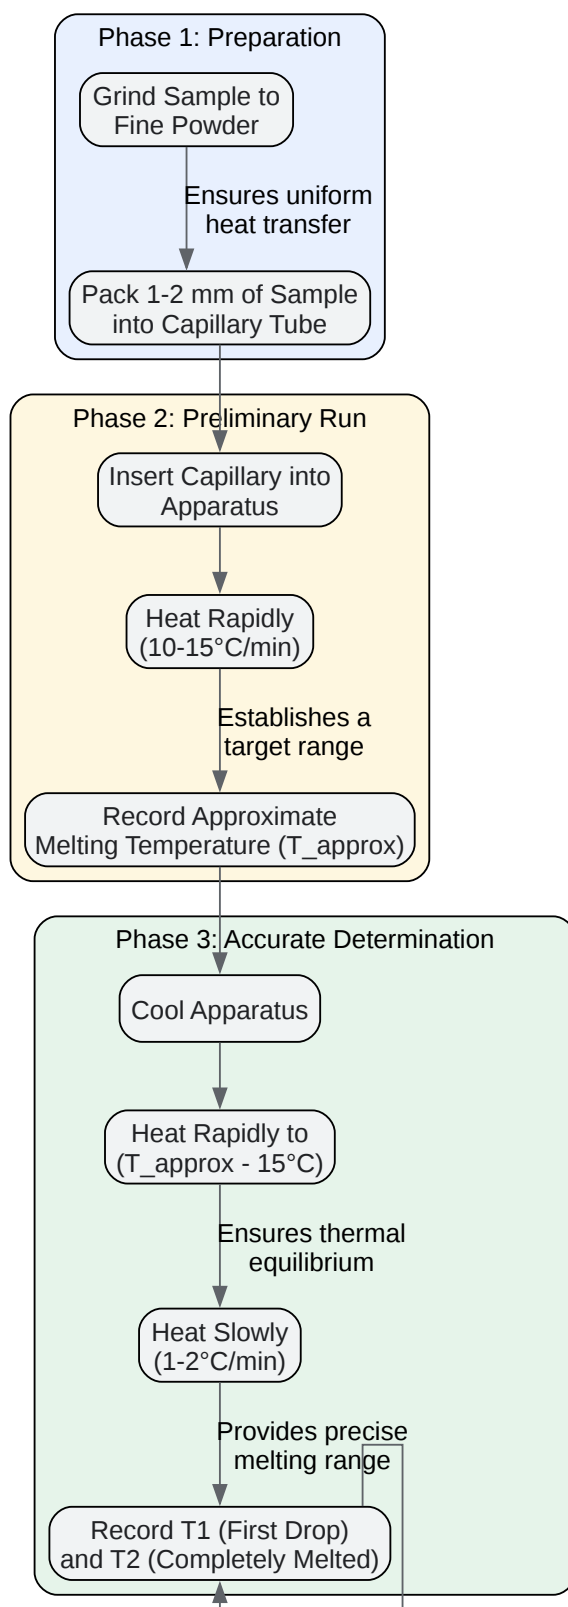 Phase 1: Preparation
Grind Sample to
Fine Powder
Ensures uniform
heat transfer
Pack 1-2 mm of Sample
into Capillary Tube
Phase 2: Preliminary Run
Insert Capillary into
Apparatus
Heat Rapidly
(10-15°C/min)
Establishes a
target range
Record Approximate
Melting Temperature (T_approx)
Phase 3: Accurate Determination
Cool Apparatus
Heat Rapidly to
(T_approx - 15°C)
Ensures thermal
equilibrium
Heat Slowly
(1-2°C/min)
Provides precise
melting range
Record T1 (First Drop)
and T2 (Completely Melted)